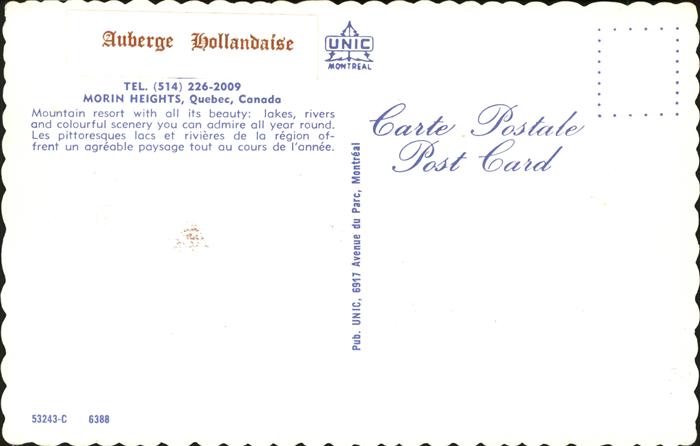 Auberge Hollandaise
TEL. (514) 226-2009
MORIN HEIGHTS, Quebec, Canada
Mountain resort with all its beauty: lakes, rivers
and colourful scenery you can admire all year round.
Les pittoresques lacs et rivières de la région of-
frent un agréable paysage tout au cours de l'année.
UNIC
MONTREAL
Carte Postale
Post Card
Pub. UNIC, 6917 Avenue du Parc, Montréal
53243-C 6388